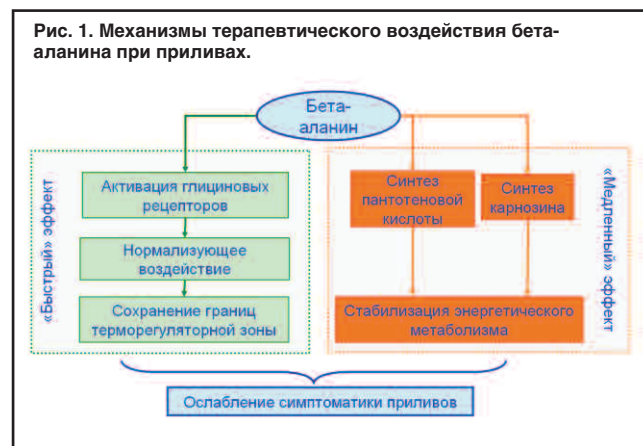 Рис. 1. Механизмы терапевтического воздействия бета-
аланина при приливах.
Бета-
аланин
«Быстрый» эффект
Активация глициновых
рецепторов
Нормализующее
воздействие
Сохранение границ
терморегуляторной зоны
Синтез
пантотеновой
кислоты
Синтез
карнозина
Стабилизация энергетического
метаболизма
«Медленный» эффект
Ослабление симптоматики приливов